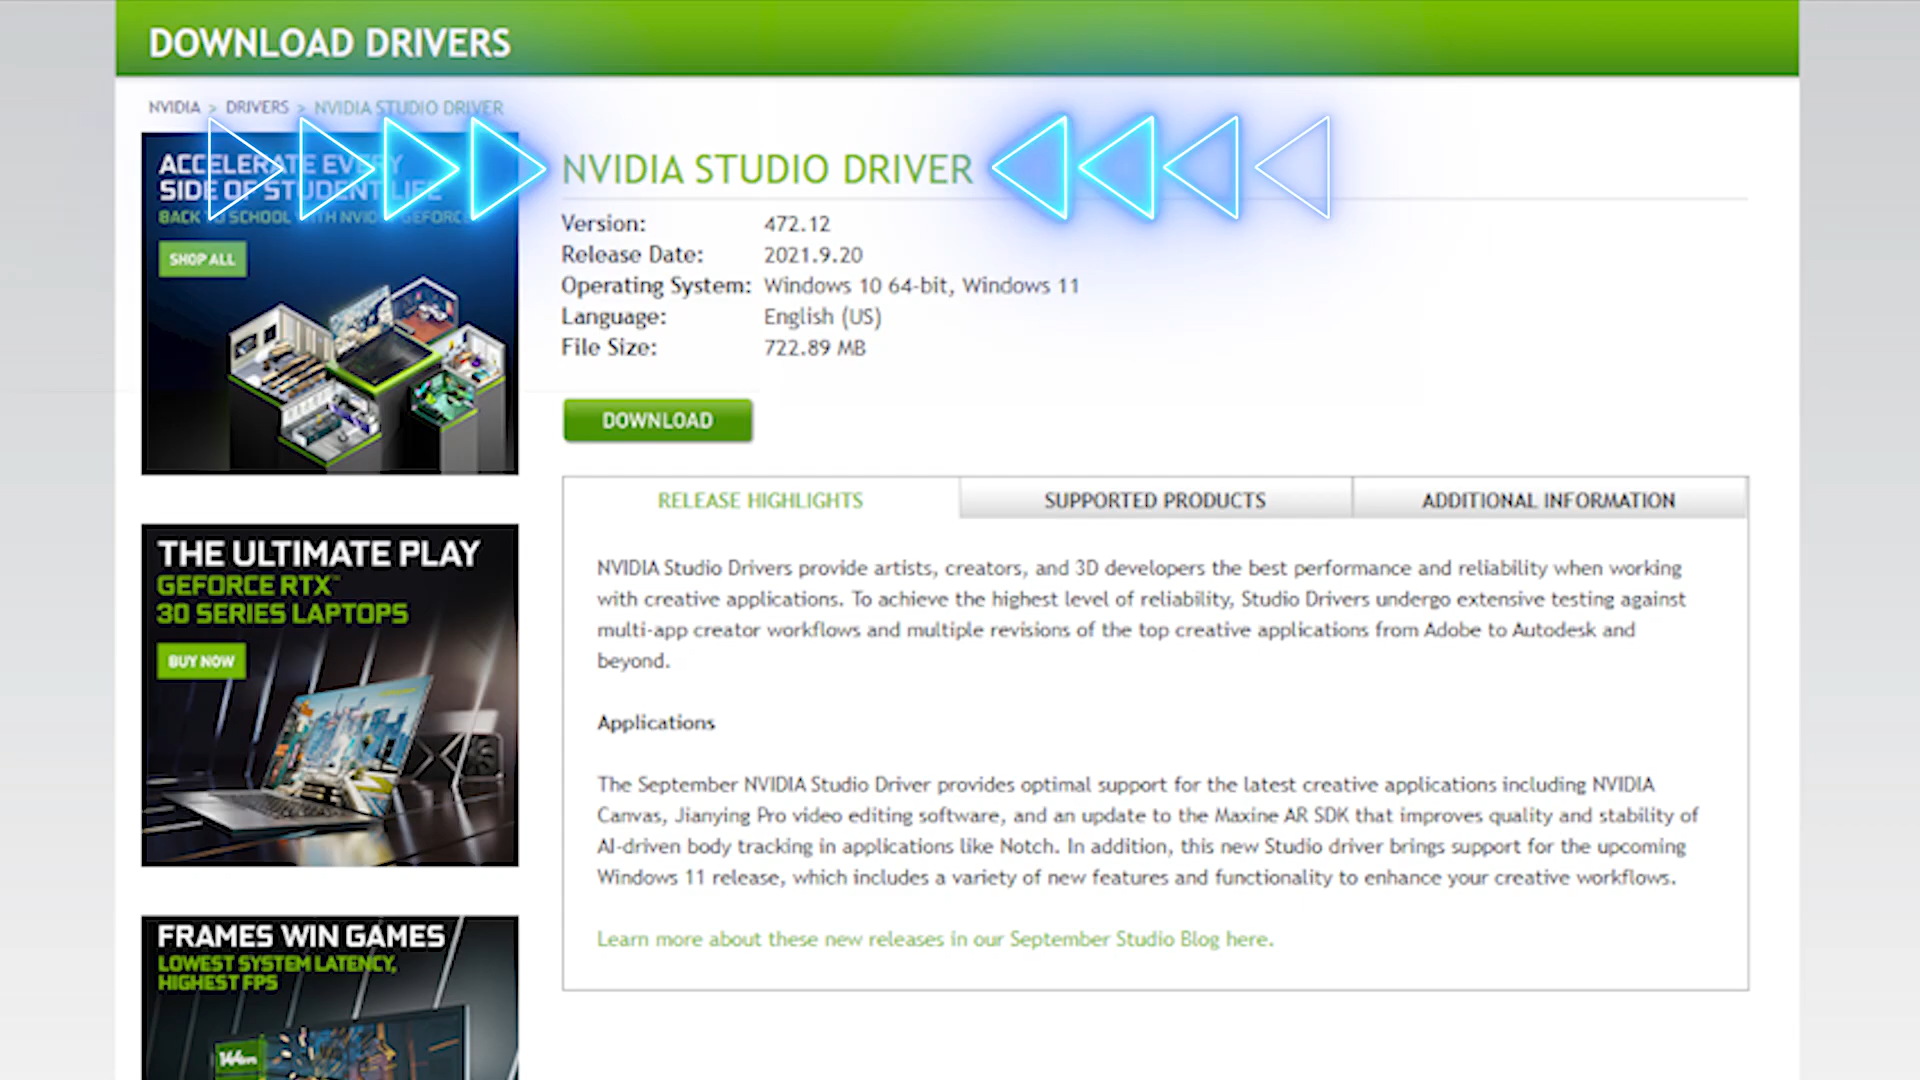 DOWNLOAD DRIVERS
NVIDIA > DRIVERS > NVIDIA STUDIO DRIVER
ACCELERATE EVERY
SIDE OF STUDENT LIFE
BACK TO SCHOOL WITH NVIDIA GEFORCE
SHOP ALL
NVIDIA STUDIO DRIVER
Version: 472.12
Release Date: 2021.9.20
Operating System: Windows 10 64-bit, Windows 11
Language: English (US)
File Size: 722.89 MB
DOWNLOAD
THE ULTIMATE PLAY
GEFORCE RTX™
30 SERIES LAPTOPS
BUY NOW
RELEASE HIGHLIGHTS SUPPORTED PRODUCTS ADDITIONAL INFORMATION
NVIDIA Studio Drivers provide artists, creators, and 3D developers the best performance and reliability when working
with creative applications. To achieve the highest level of reliability, Studio Drivers undergo extensive testing against
multi-app creator workflows and multiple revisions of the top creative applications from Adobe to Autodesk and
beyond.
Applications
The September NVIDIA Studio Driver provides optimal support for the latest creative applications including NVIDIA
Canvas, Jianying Pro video editing software, and an update to the Maxine AR SDK that improves quality and stability of
AI-driven body tracking in applications like Notch. In addition, this new Studio driver brings support for the upcoming
Windows 11 release, which includes a variety of new features and functionality to enhance your creative workflows.
Learn more about these new releases in our September Studio Blog here.
FRAMES WIN GAMES
LOWEST SYSTEM LATENCY,
HIGHEST FPS